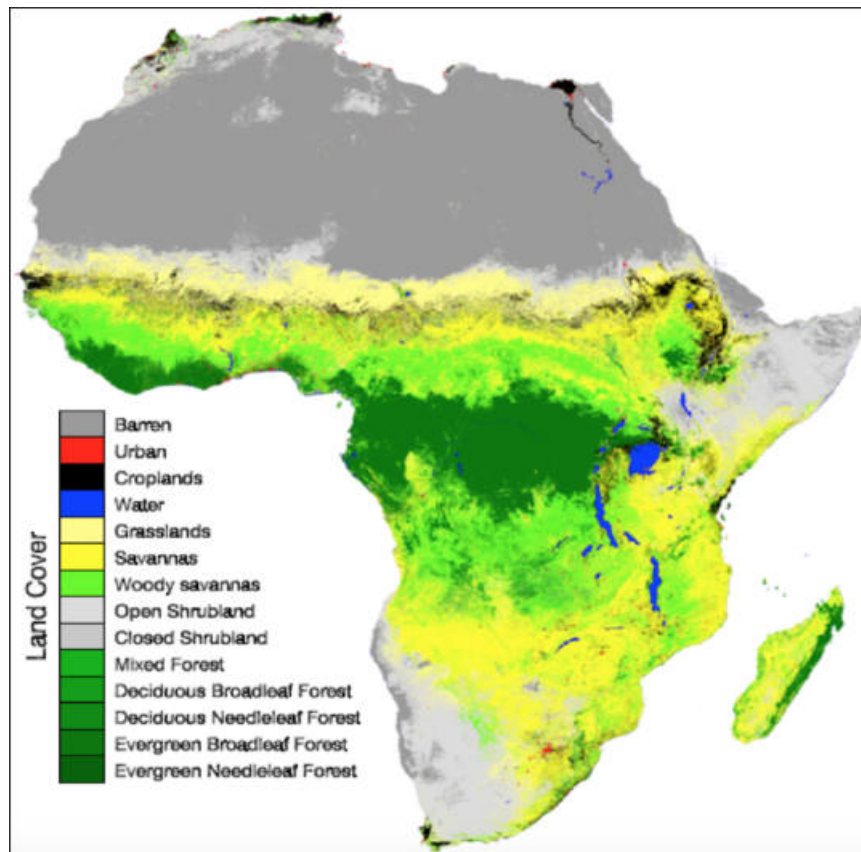 Land Cover
Barren
Urban
Croplands
Water
Grasslands
Savannas
Woody savannas
Open Shrubland
Closed Shrubland
Mixed Forest
Deciduous Broadleaf Forest
Deciduous Needleleaf Forest
Evergreen Broadleaf Forest
Evergreen Needleleaf Forest